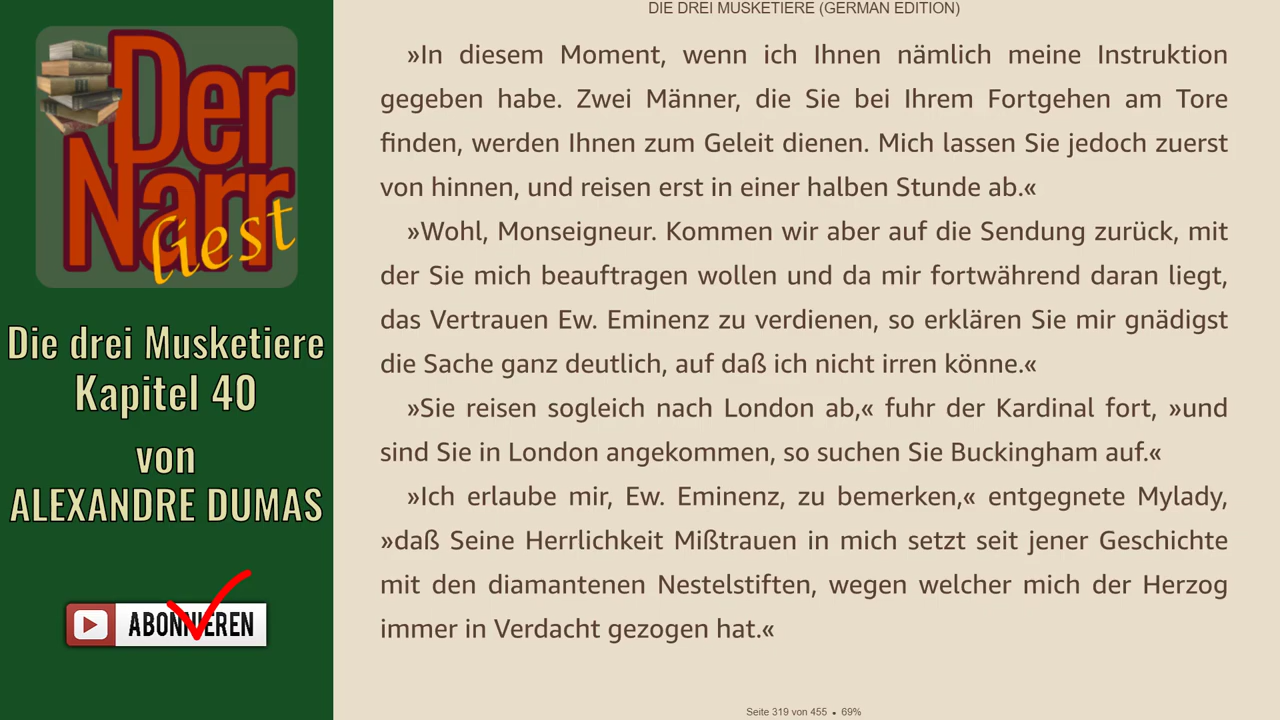 Der
Narr
liest
Die drei Musketiere
Kapitel 40
von
ALEXANDRE DUMAS
ABONNIEREN
DIE DREI MUSKETIERE (GERMAN EDITION)
»In diesem Moment, wenn ich Ihnen nämlich meine Instruktion
gegeben habe. Zwei Männer, die Sie bei Ihrem Fortgehen am Tore
finden, werden Ihnen zum Geleit dienen. Mich lassen Sie jedoch zuerst
von hinnen, und reisen erst in einer halben Stunde ab.«
»Wohl, Monseigneur. Kommen wir aber auf die Sendung zurück, mit
der Sie mich beauftragen wollen und da mir fortwährend daran liegt,
das Vertrauen Ew. Eminenz zu verdienen, so erklären Sie mir gnädigst
die Sache ganz deutlich, auf daß ich nicht irren könne.«
»Sie reisen sogleich nach London ab,« fuhr der Kardinal fort, »und
sind Sie in London angekommen, so suchen Sie Buckingham auf.«
»Ich erlaube mir, Ew. Eminenz, zu bemerken,« entgegnete Mylady,
»daß Seine Herrlichkeit Mißtrauen in mich setzt seit jener Geschichte
mit den diamantenen Nestelstiften, wegen welcher mich der Herzog
immer in Verdacht gezogen hat.«
Seite 319 von 455 • 69%